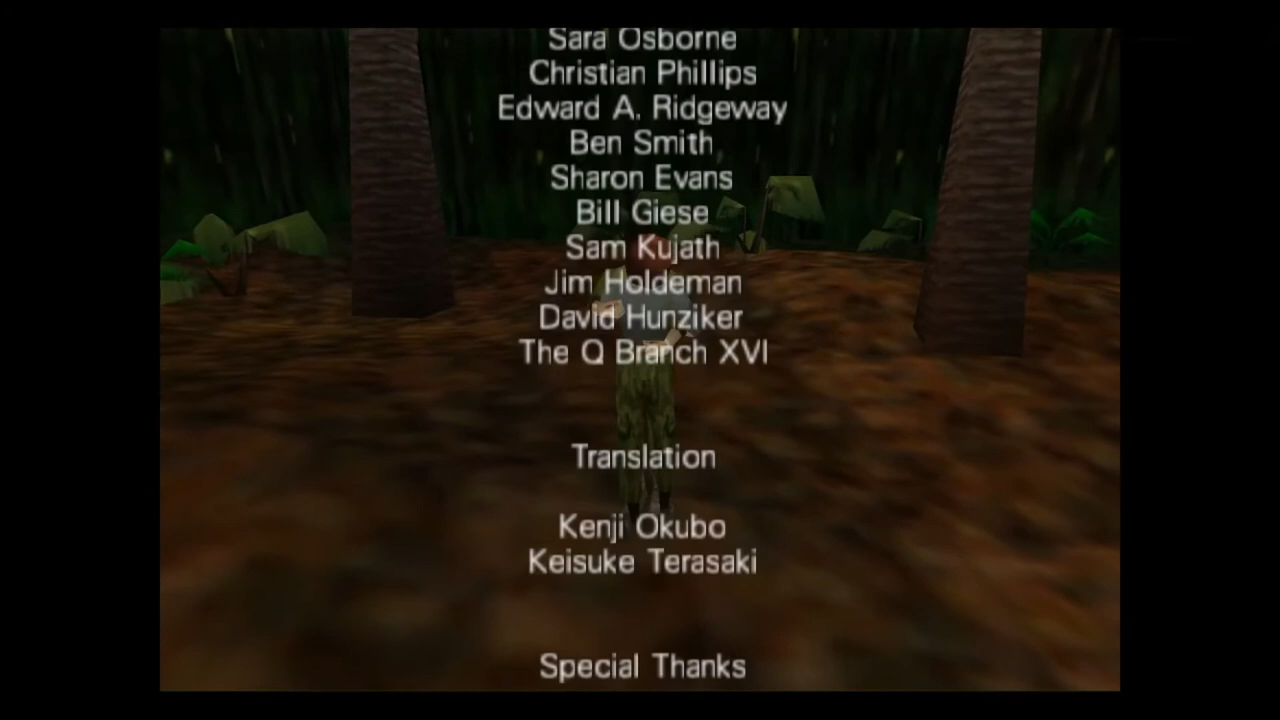 Sara Osborne
Christian Phillips
Edward A. Ridgeway
Ben Smith
Sharon Evans
Bill Giese
Sam Kujath
Jim Holdeman
David Hunziker
The Q Branch XVI
Translation
Kenji Okubo
Keisuke Terasaki
Special Thanks